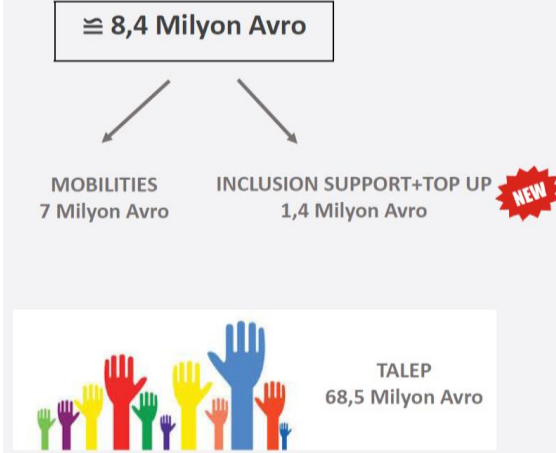 ≌ 8,4 Milyon Avro
MOBILITIES
7 Milyon Avro
INCLUSION SUPPORT+TOP UP
1,4 Milyon Avro
NEW
TALEP
68,5 Milyon Avro